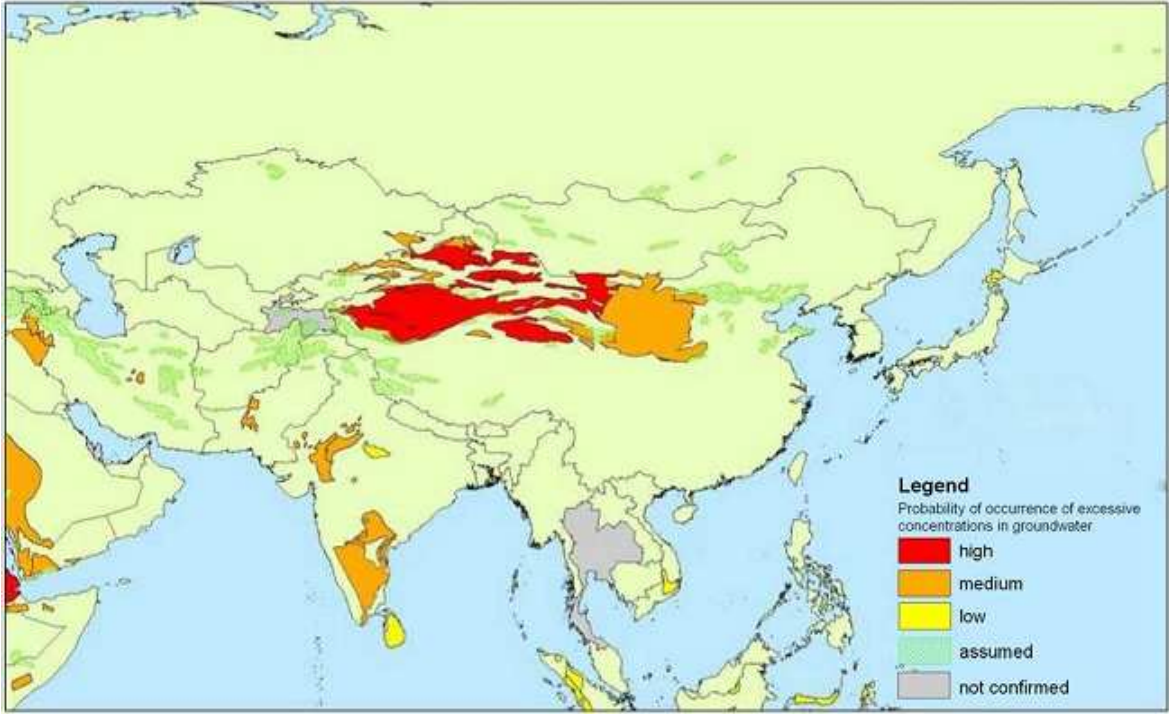 Legend
Probability of occurrence of excessive
concentrations in groundwater
high
medium
low
assumed
not confirmed